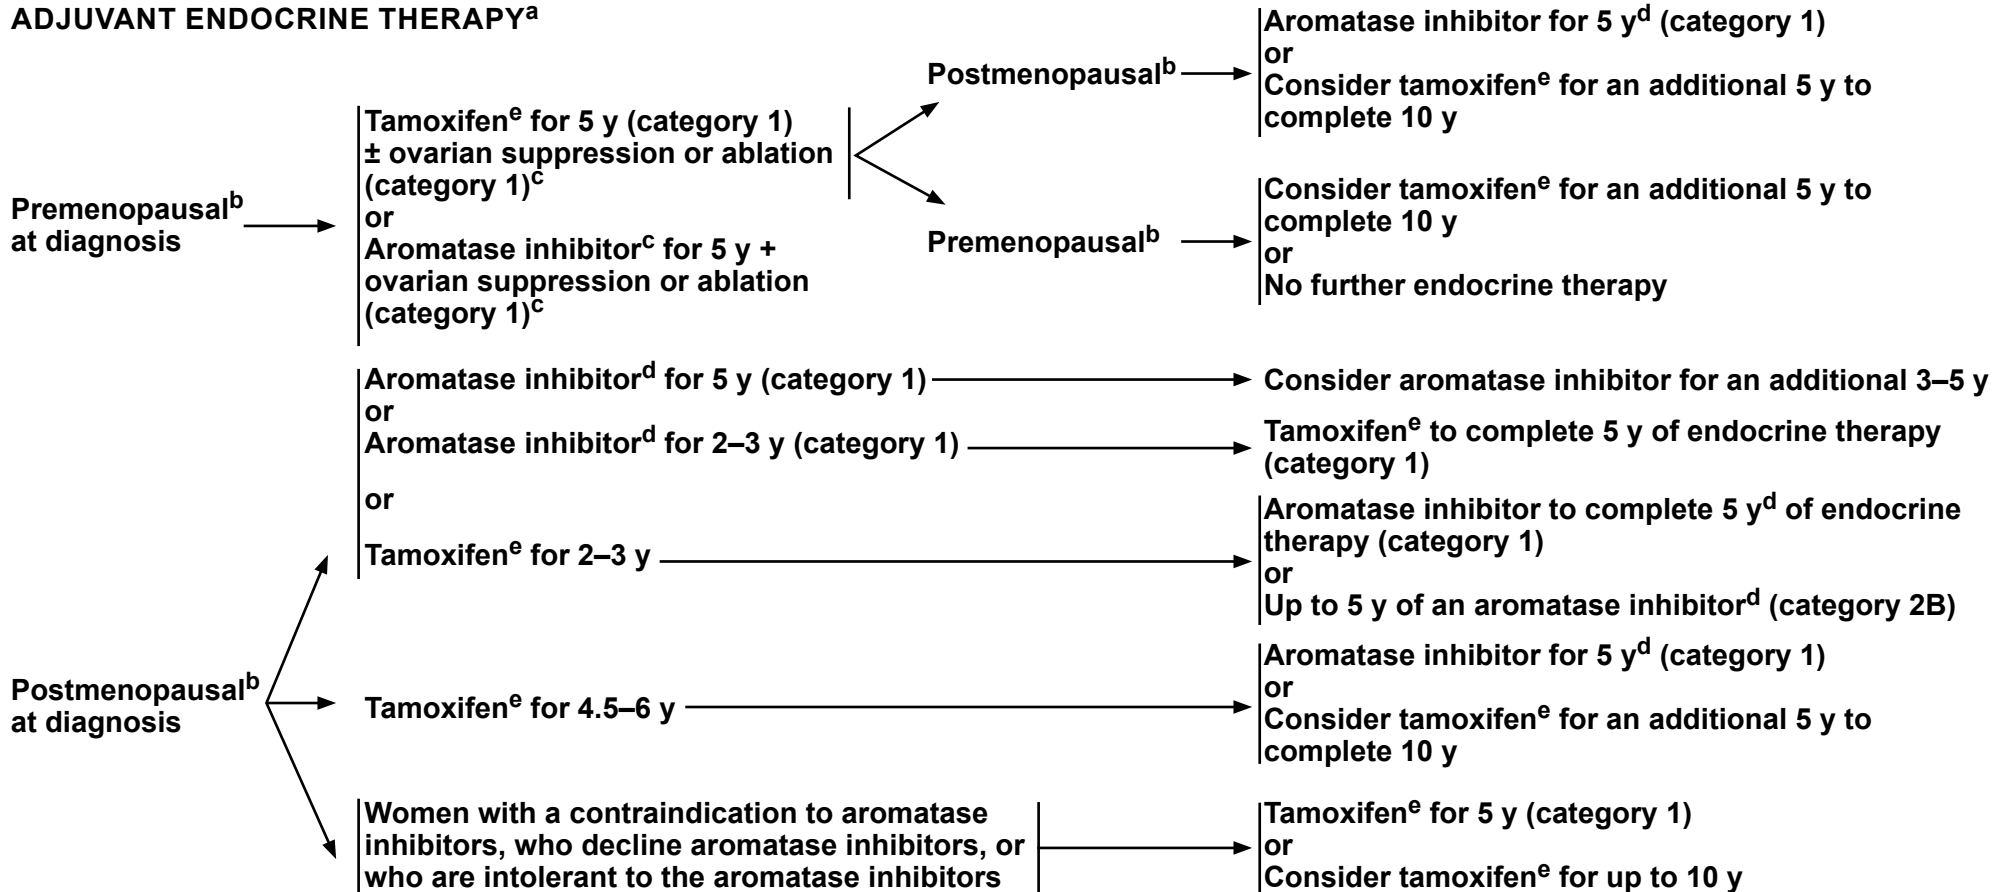 ADJUVANT ENDOCRINE THERAPYa
Premenopausalb
at diagnosis
Tamoxifene for 5 y (category 1)
± ovarian suppression or ablation
(category 1)c
or
Aromatase inhibitorc for 5 y +
ovarian suppression or ablation
(category 1)c
Postmenopausalb
Aromatase inhibitor for 5 yd (category 1)
or
Consider tamoxifene for an additional 5 y to
complete 10 y
Premenopausalb
Consider tamoxifene for an additional 5 y to
complete 10 y
or
No further endocrine therapy
Postmenopausalb
at diagnosis
Aromatase inhibitord for 5 y (category 1)
Consider aromatase inhibitor for an additional 3–5 y
or
Aromatase inhibitord for 2–3 y (category 1)
Tamoxifene to complete 5 y of endocrine therapy
(category 1)
or
Tamoxifene for 2–3 y
Aromatase inhibitor to complete 5 yd of endocrine
therapy (category 1)
or
Up to 5 y of an aromatase inhibitord (category 2B)
Tamoxifene for 4.5–6 y
Aromatase inhibitor for 5 yd (category 1)
or
Consider tamoxifene for an additional 5 y to
complete 10 y
Women with a contraindication to aromatase
inhibitors, who decline aromatase inhibitors, or
who are intolerant to the aromatase inhibitors
Tamoxifene for 5 y (category 1)
or
Consider tamoxifene for up to 10 y